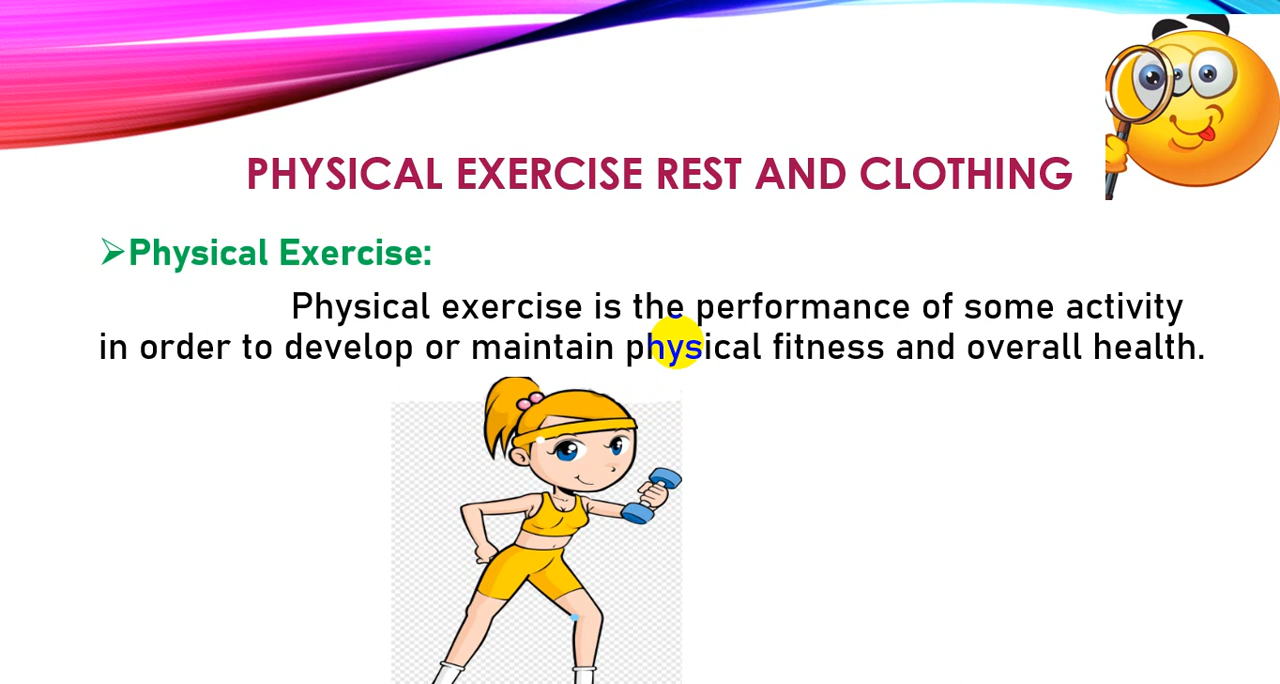 PHYSICAL EXERCISE REST AND CLOTHING
➢Physical Exercise:
Physical exercise is the performance of some activity
in order to develop or maintain physical fitness and overall health.